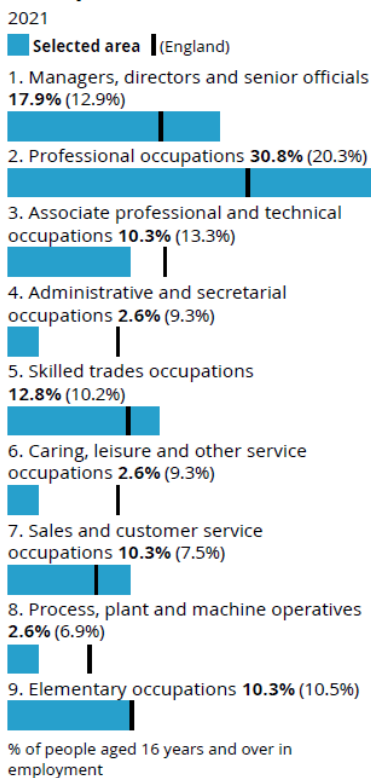 2021
Selected area (England)
1. Managers, directors and senior officials
17.9% (12.9%)
2. Professional occupations 30.8% (20.3%)
3. Associate professional and technical
occupations 10.3% (13.3%)
4. Administrative and secretarial
occupations 2.6% (9.3%)
5. Skilled trades occupations
12.8% (10.2%)
6. Caring, leisure and other service
occupations 2.6% (9.3%)
7. Sales and customer service
occupations 10.3% (7.5%)
8. Process, plant and machine operatives
2.6% (6.9%)
9. Elementary occupations 10.3% (10.5%)
% of people aged 16 years and over in
employment